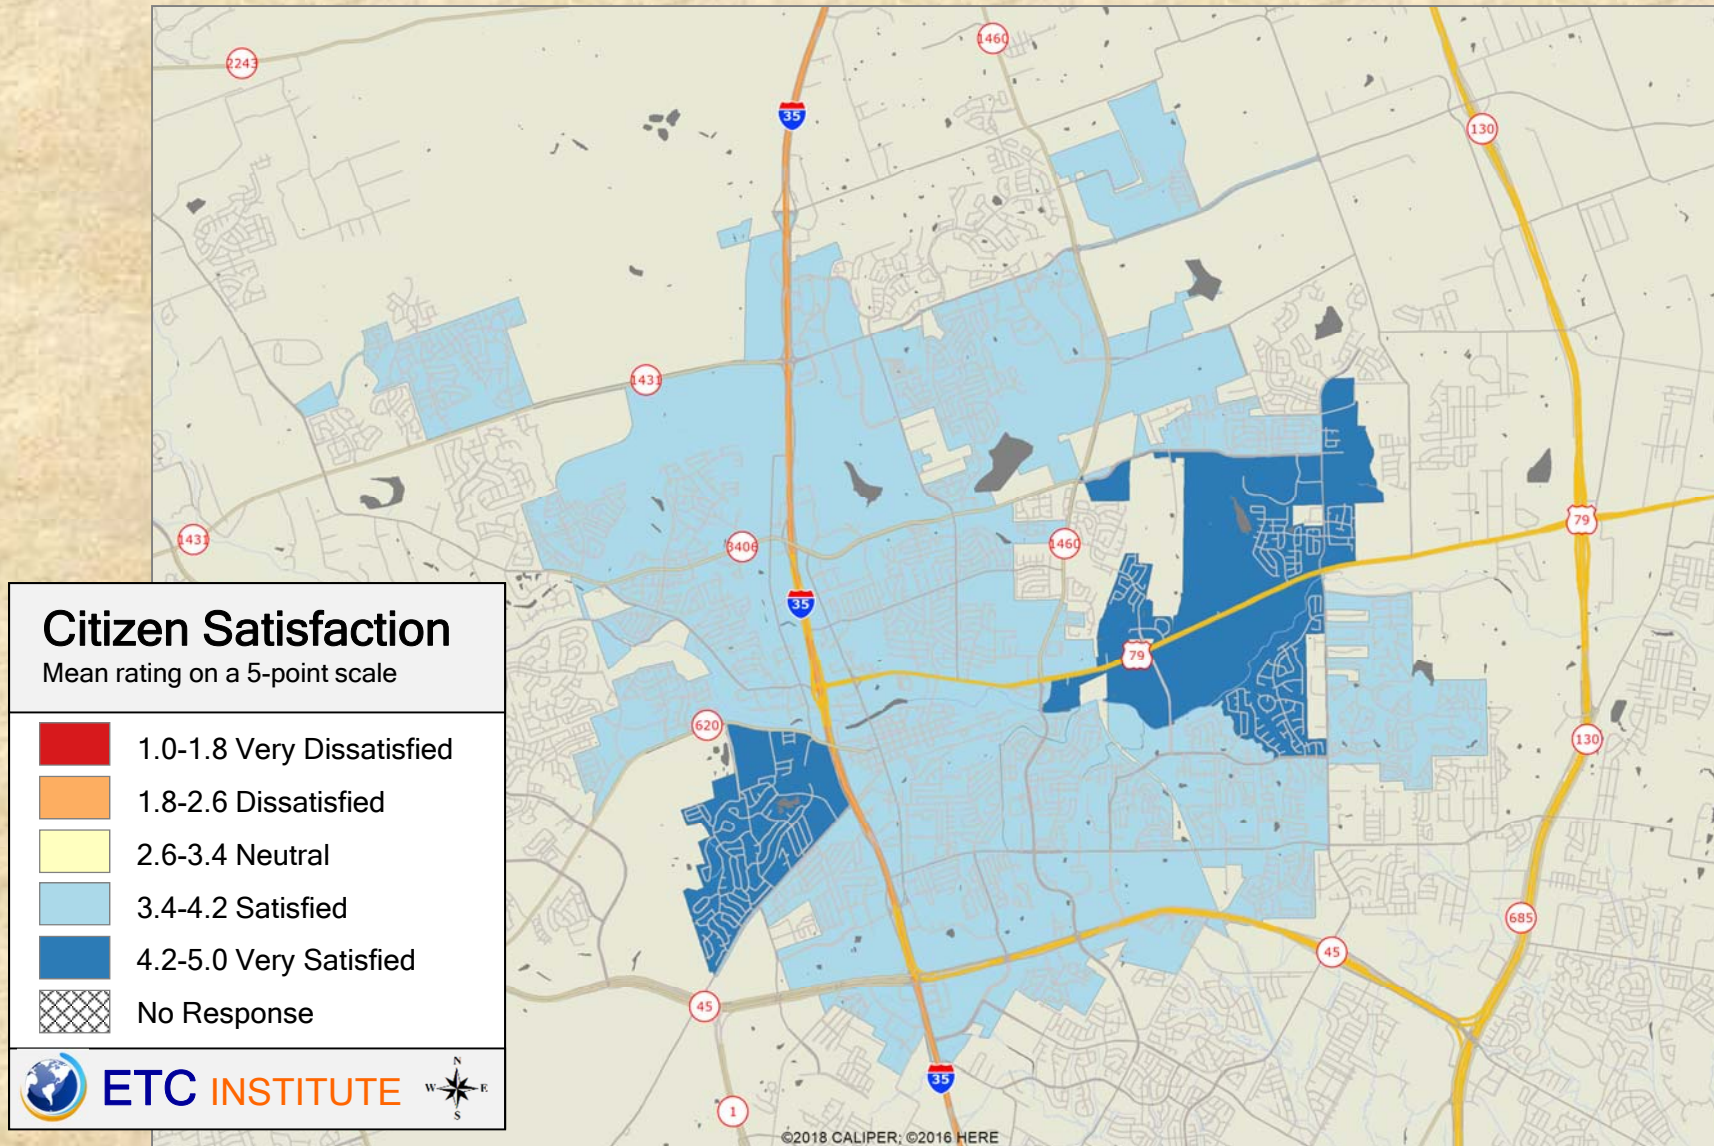 2243
1460
35
130
1431
1431
3406
1460
79
35
79
620
130
685
45
45
35
1
Citizen Satisfaction
Mean rating on a 5-point scale
1.0-1.8 Very Dissatisfied
1.8-2.6 Dissatisfied
2.6-3.4 Neutral
3.4-4.2 Satisfied
4.2-5.0 Very Satisfied
No Response
ETC INSTITUTE
N
W E
S
©2018 CALIPER; ©2016 HERE